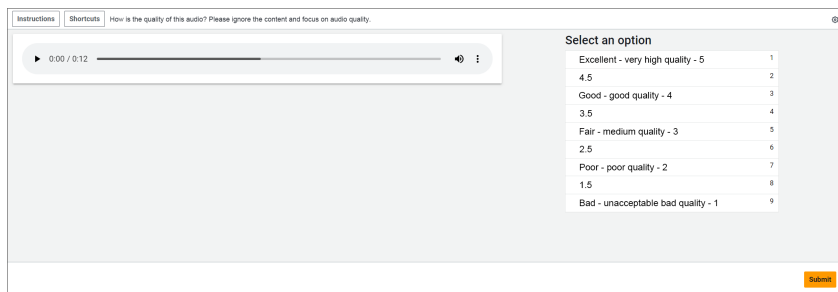 Instructions Shortcuts How is the quality of this audio? Please ignore the content and focus on audio quality.
0:00 / 0:12
Select an option
Excellent - very high quality - 5 1
4.5 2
Good - good quality - 4 3
3.5 4
Fair - medium quality - 3 5
2.5 6
Poor - poor quality - 2 7
1.5 8
Bad - unacceptable bad quality - 1 9
Submit